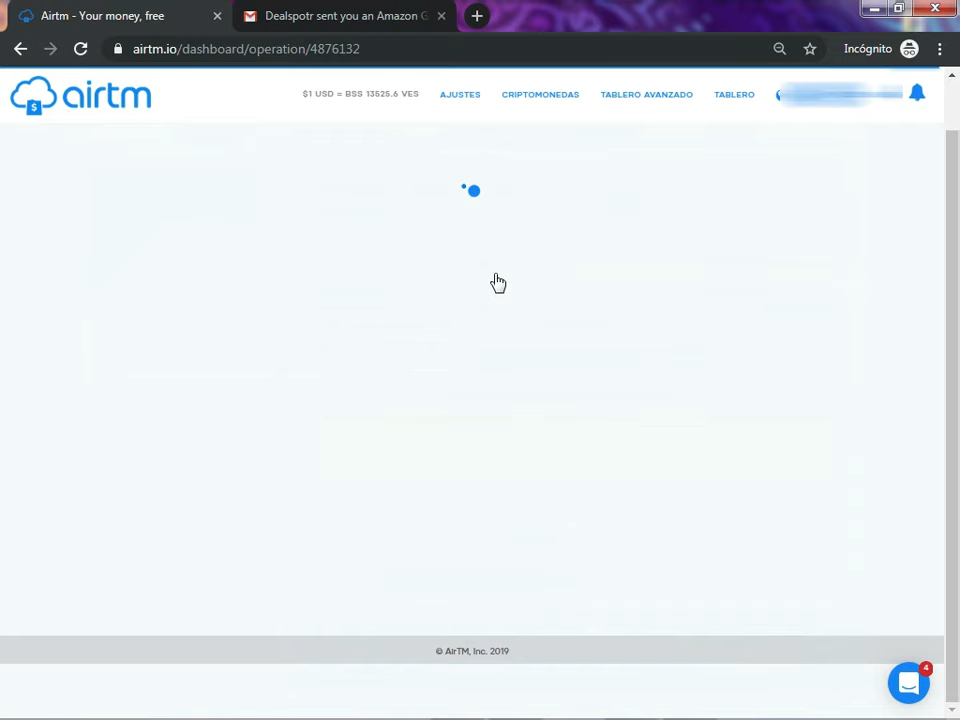 Airtm - Your money, free
Dealspotr sent you an Amazon G
airtm.io/dashboard/operation/4876132
Incógnito
airtm
$
$1 USD = BSS 13525.6 VES
AJUSTES
CRIPTOMONEDAS
TABLERO AVANZADO
TABLERO
© AirTM, Inc. 2019
4